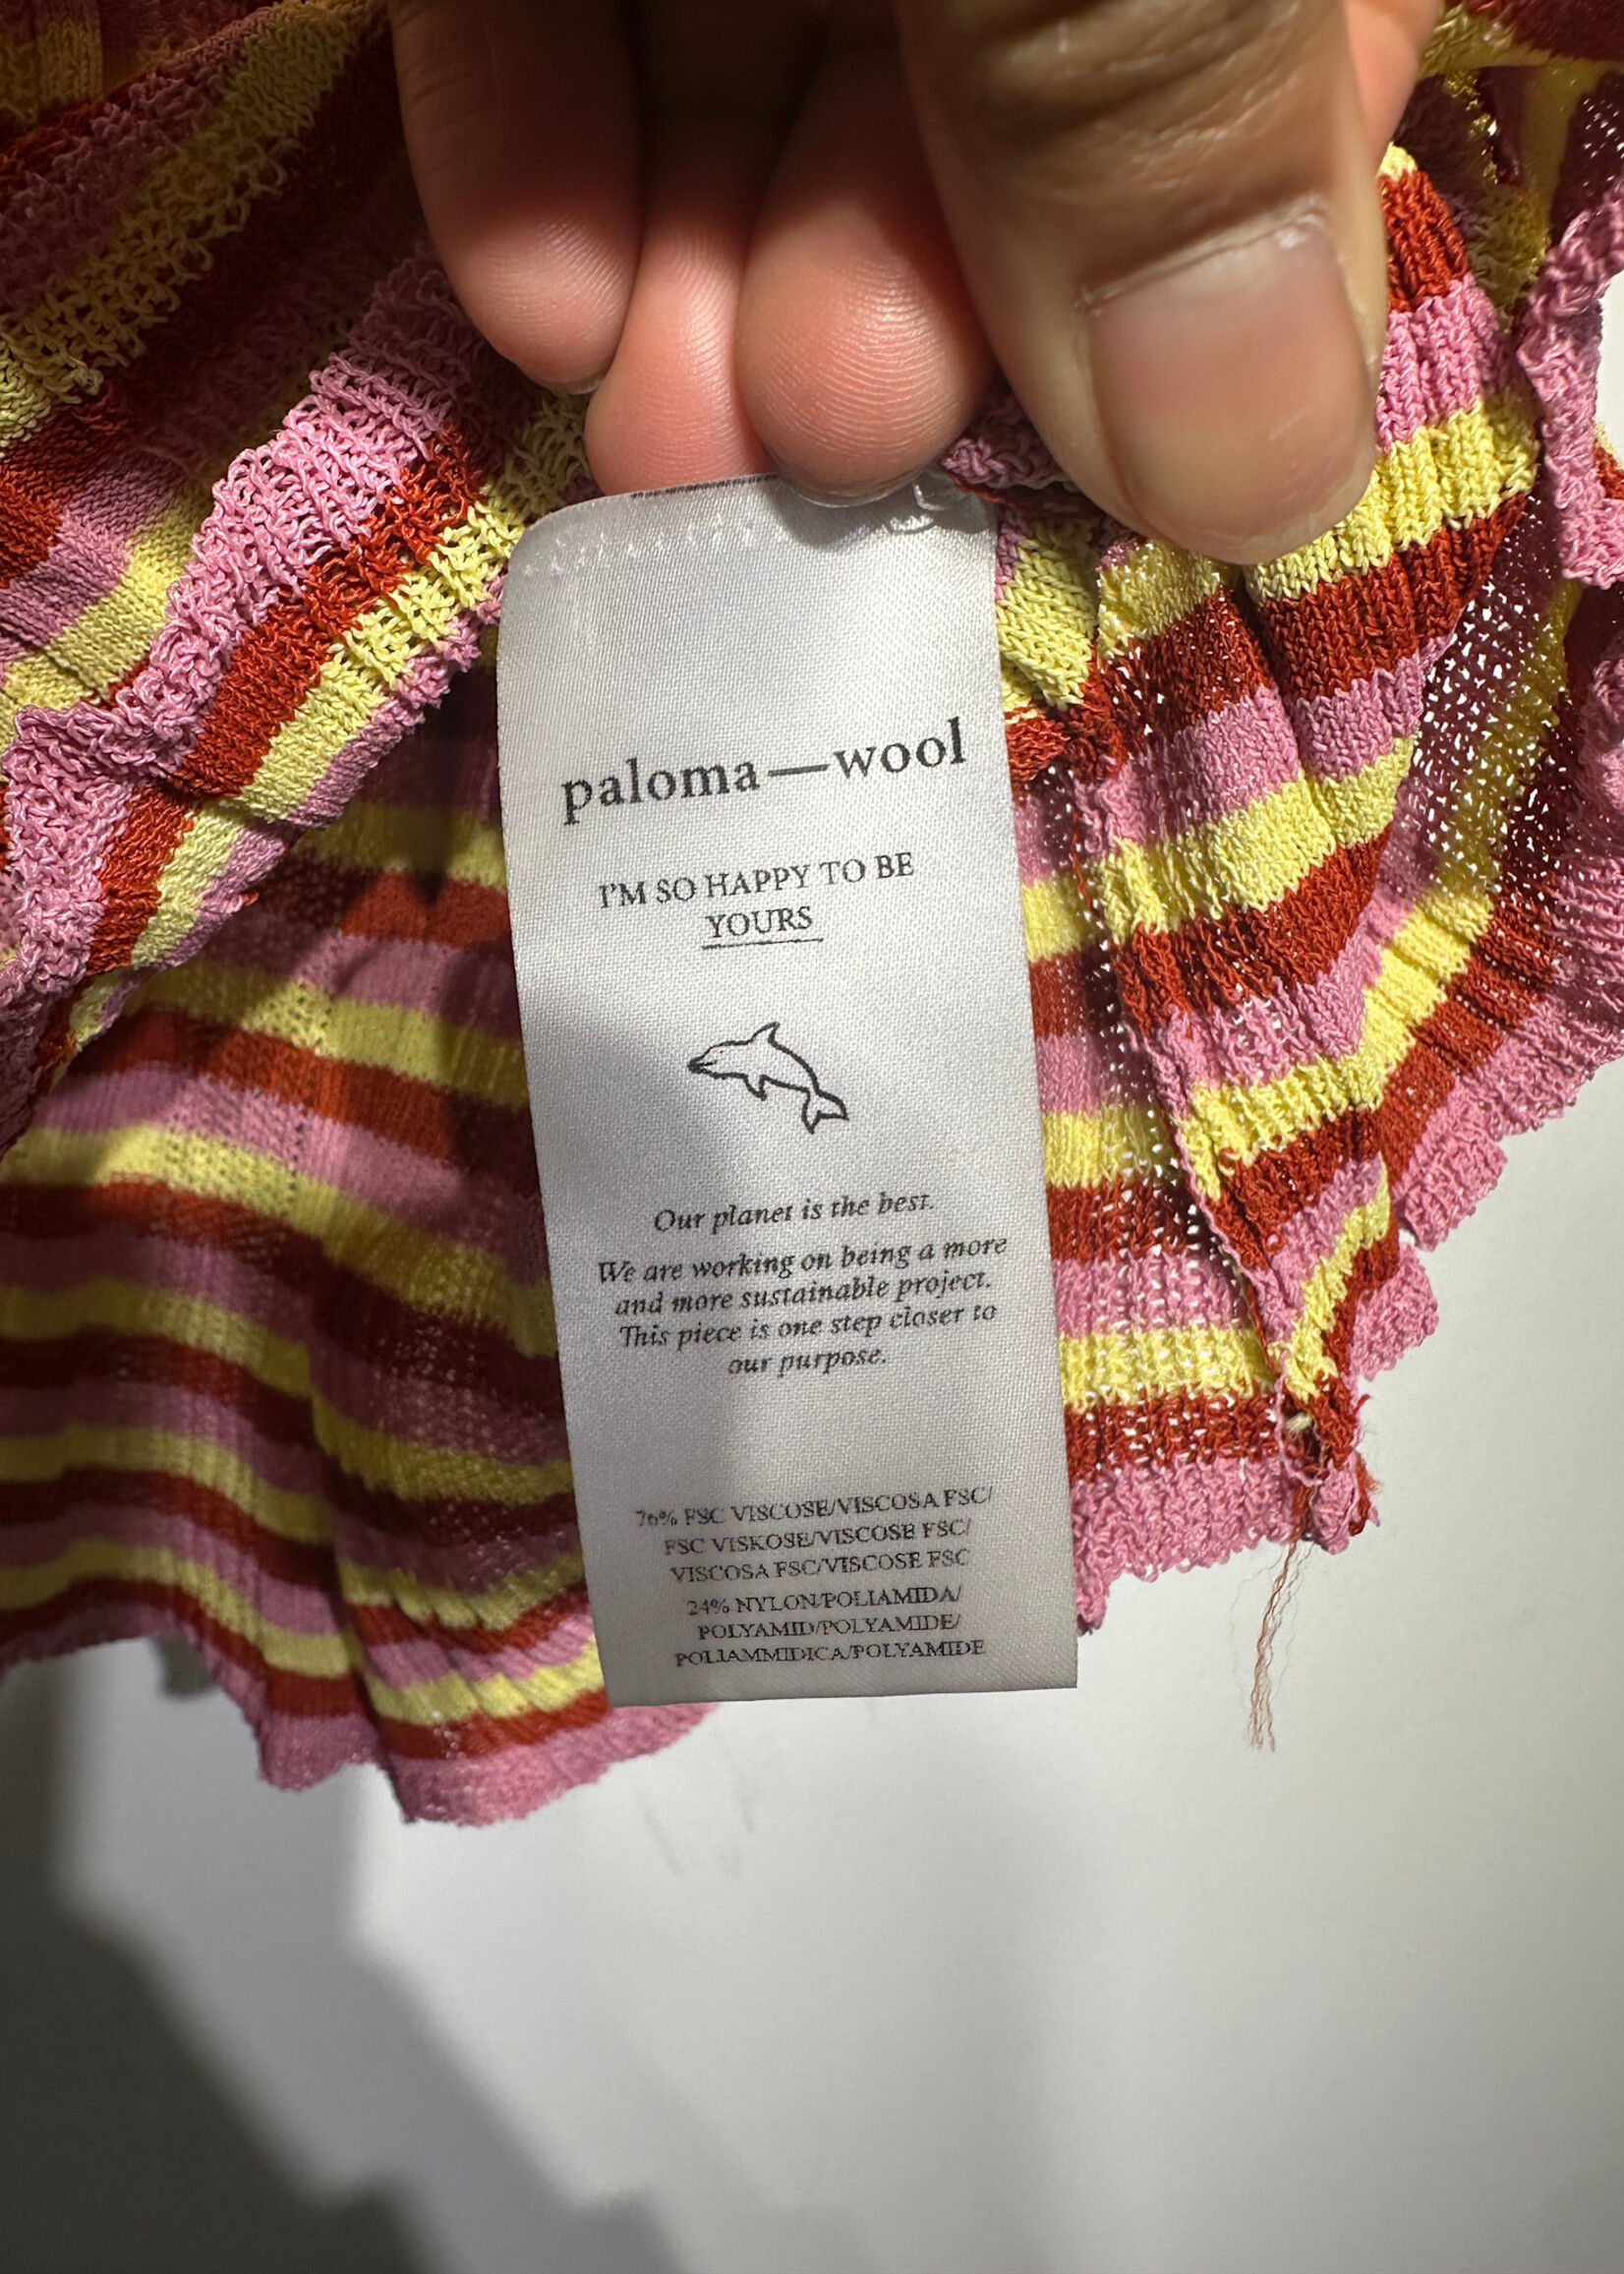 paloma—wool
I'M SO HAPPY TO BE
YOURS
Our planet is the best.
We are working on being a more
and more sustainable project.
This piece is one step closer to
our purpose.
76% FSC VISCOSE/VISCOSA FSC/
FSC VISKOSE/VISCOSE FSC/
VISCOSA FSC/VISCOSE FSC
24% NYLON/POLIAMIDA/
POLYAMID/POLYAMIDE/
POLIAMMIDICA/POLYAMIDE